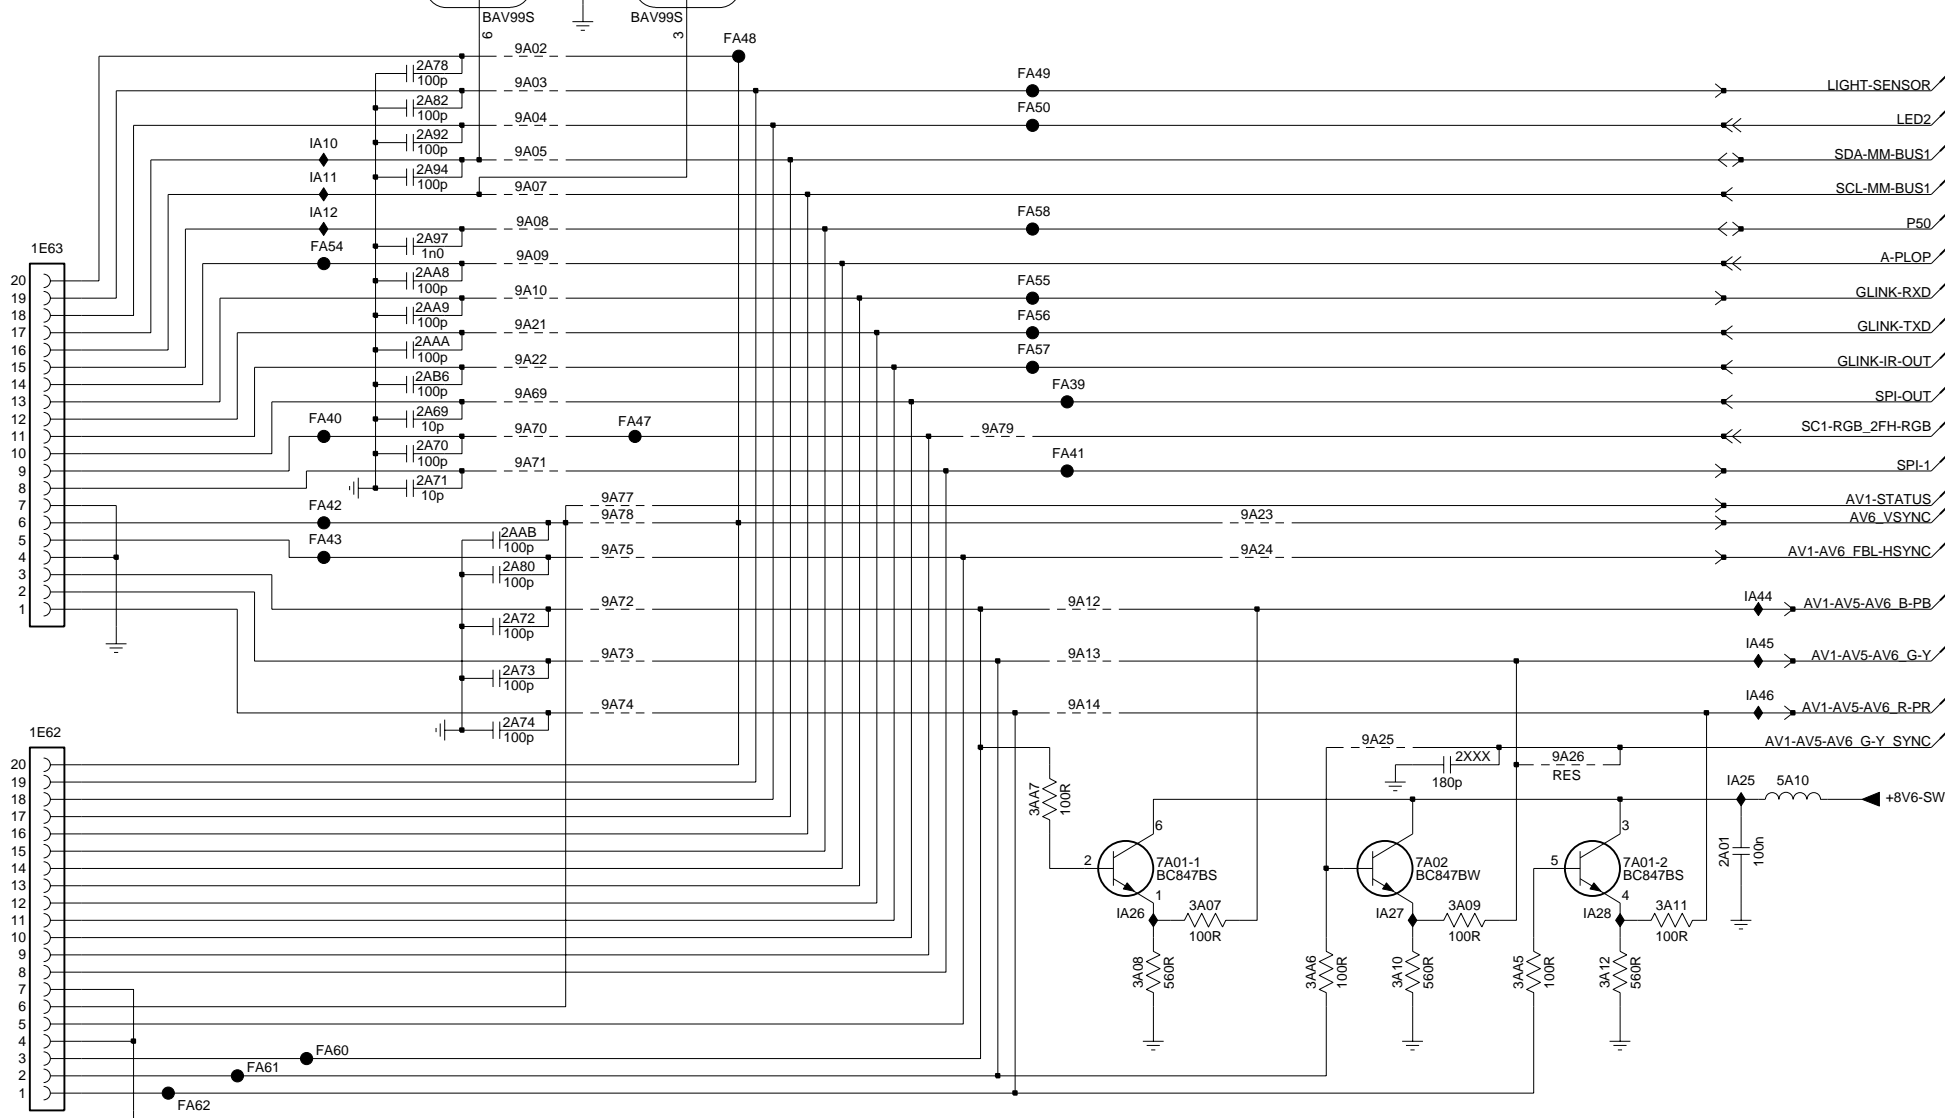 BAV99S
BAV99S
6
3
9A02
FA48
2A78
100p
9A03
FA49
LIGHT-SENSOR
2A82
100p
9A04
FA50
LED2
2A92
100p
IA10
9A05
SDA-MM-BUS1
2A94
100p
IA11
9A07
SCL-MM-BUS1
IA12
9A08
FA58
P50
2A97
1n0
1E63
FA54
9A09
A-PLOP
2AA8
100p
9A10
FA55
GLINK-RXD
2AA9
100p
9A21
FA56
GLINK-TXD
2AAA
100p
9A22
FA57
GLINK-IR-OUT
2AB6
100p
9A69
FA39
SPI-OUT
2A69
10p
FA40
9A70
FA47
9A79
SC1-RGB_2FH-RGB
2A70
100p
9A71
FA41
SPI-1
2A71
10p
20
19
18
17
16
15
14
13
12
11
10
9
8
7
6
5
4
3
2
1
9A77
AV1-STATUS
FA42
9A78
9A23
AV6_VSYNC
2AAB
100p
FA43
9A75
9A24
AV1-AV6_FBL-HSYNC
2A80
100p
9A72
9A12
IA44
AV1-AV5-AV6_B-PB
2A72
100p
9A73
9A13
IA45
AV1-AV5-AV6_G-Y
2A73
100p
9A74
9A14
IA46
AV1-AV5-AV6_R-PR
2A74
100p
1E62
20
19
18
17
16
15
14
13
12
11
10
9
8
7
6
5
4
3
2
1
9A25
2XXX
180p
9A26
RES
AV1-AV5-AV6_G-Y_SYNC
IA25
5A10
+8V6-SW
2A01
100n
3AA7
100R
6
2
7A01-1
BC847BS
1
IA26
3A07
100R
3A08
560R
7A02
BC847BW
IA27
3A09
100R
3AA6
100R
3A10
560R
3
5
7A01-2
BC847BS
4
IA28
3A11
100R
3AA5
100R
3A12
560R
FA60
FA61
FA62